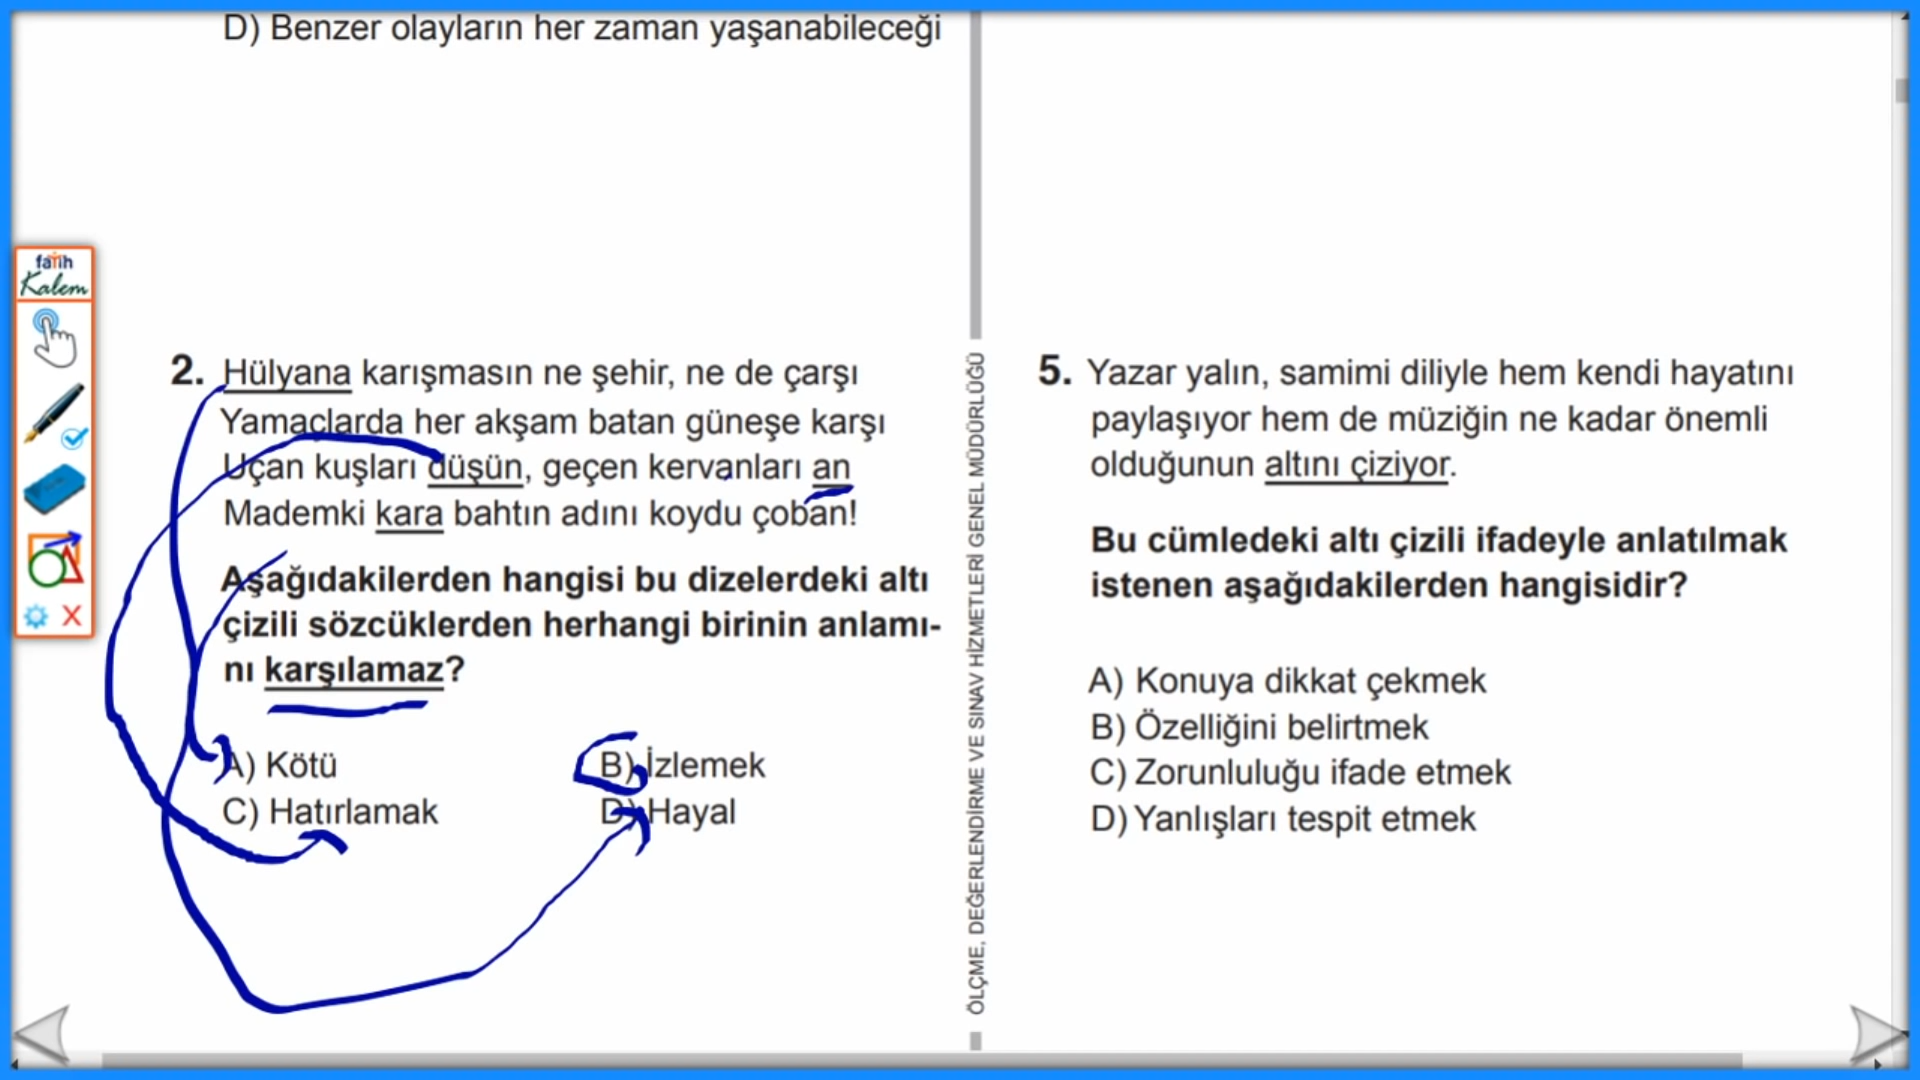 D) Benzer olayların her zaman yaşanabileceği
fatih
Kalem
2. Hülyana karışmasın ne şehir, ne de çarşı
Yamaçlarda her akşam batan güneşe karşı
Uçan kuşları düşün, geçen kervanları an
Mademki kara bahtın adını koydu çoban!
Aşağıdakilerden hangisi bu dizelerdeki altı
çizili sözcüklerden herhangi birinin anlamı-
nı karşılamaz?
A) Kötü
B) İzlemek
C) Hatırlamak
D) Hayal
ÖLÇME, DEĞERLENDİRME VE SINAV HİZMETLERİ GENEL MÜDÜRLÜĞÜ
5. Yazar yalın, samimi diliyle hem kendi hayatını
paylaşıyor hem de müziğin ne kadar önemli
olduğunun altını çiziyor.
Bu cümledeki altı çizili ifadeyle anlatılmak
istenen aşağıdakilerden hangisidir?
A) Konuya dikkat çekmek
B) Özelliğini belirtmek
C) Zorunluluğu ifade etmek
D) Yanlışları tespit etmek